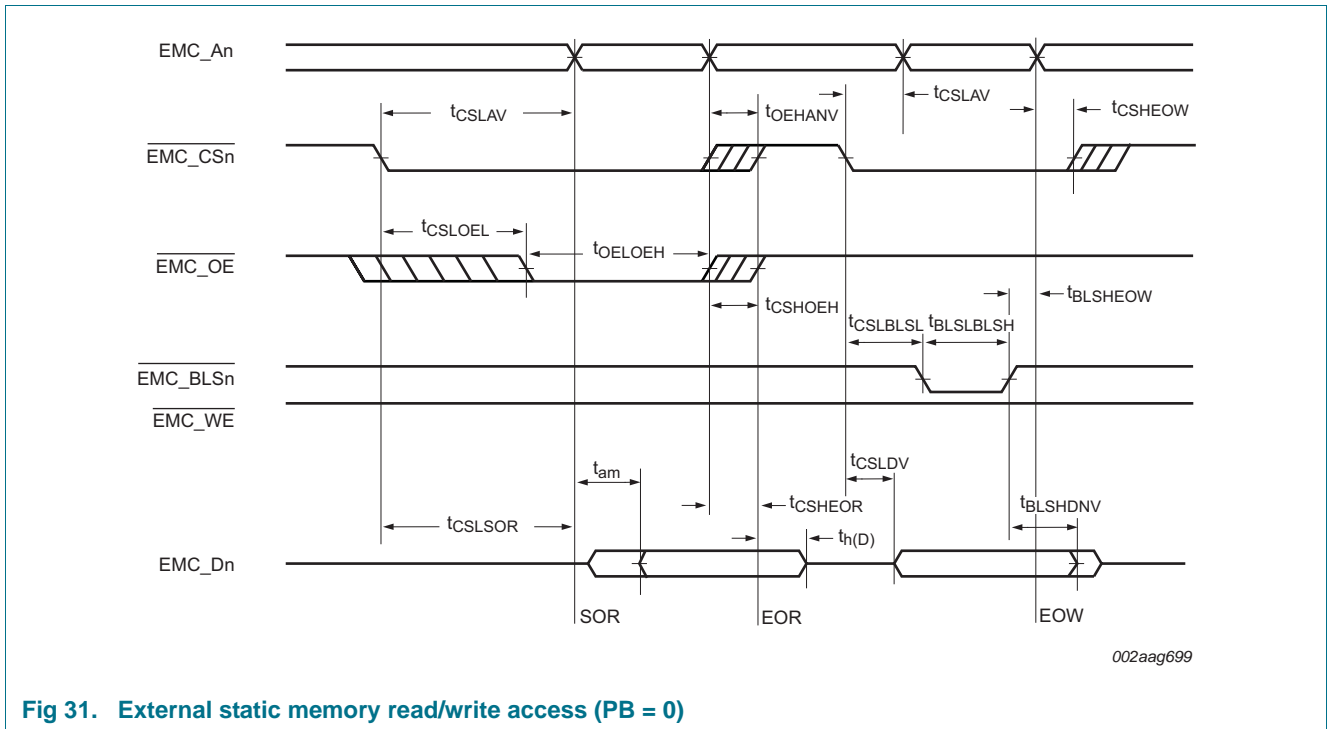 EMC_An
tCSLAV
tOEHANV
tCSLAV
tCSHEOW
EMC_CSn
tCSLOEL
tOELOEH
EMC_OE
tCSHOEH
tBLSHEOW
tCSLBLSL
tBLSLBLSH
EMC_BLSn
EMC_WE
tam
tCSLDV
tCSLSOR
tCSHEOR
tBLSHDNV
th(D)
EMC_Dn
SOR
EOR
EOW
002aag699
Fig 31. External static memory read/write access (PB = 0)